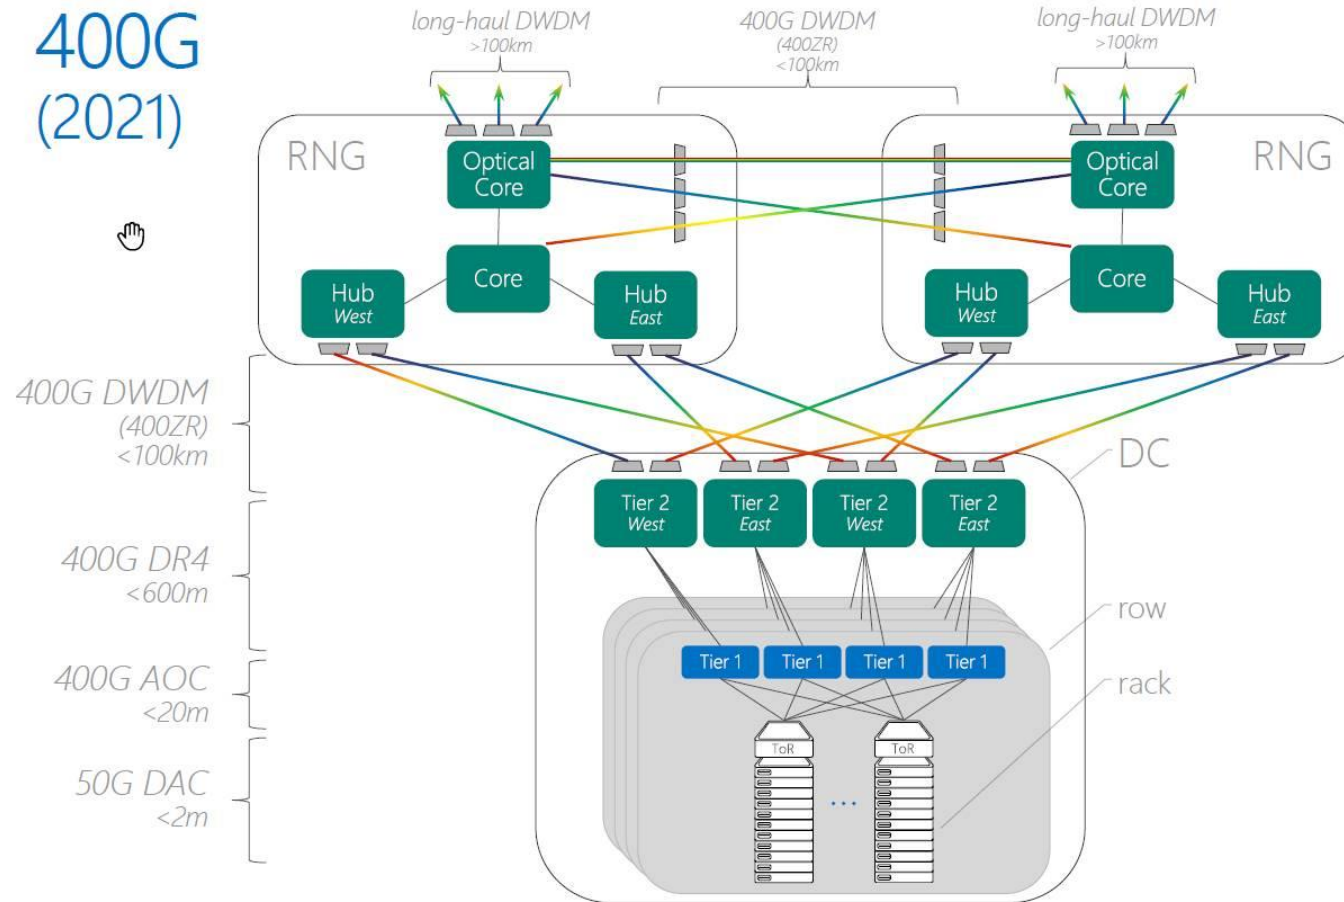 400G
(2021)
long-haul DWDM
>100km
400G DWDM
(400ZR)
<100km
long-haul DWDM
>100km
RNG
Optical
Core
Core
Hub
West
Hub
East
Optical
Core
RNG
Core
Hub
West
Hub
East
400G DWDM
(400ZR)
<100km
DC
Tier 2
West
Tier 2
East
Tier 2
West
Tier 2
East
400G DR4
<600m
row
Tier 1
Tier 1
Tier 1
Tier 1
400G AOC
<20m
rack
ToR
ToR
50G DAC
<2m
...